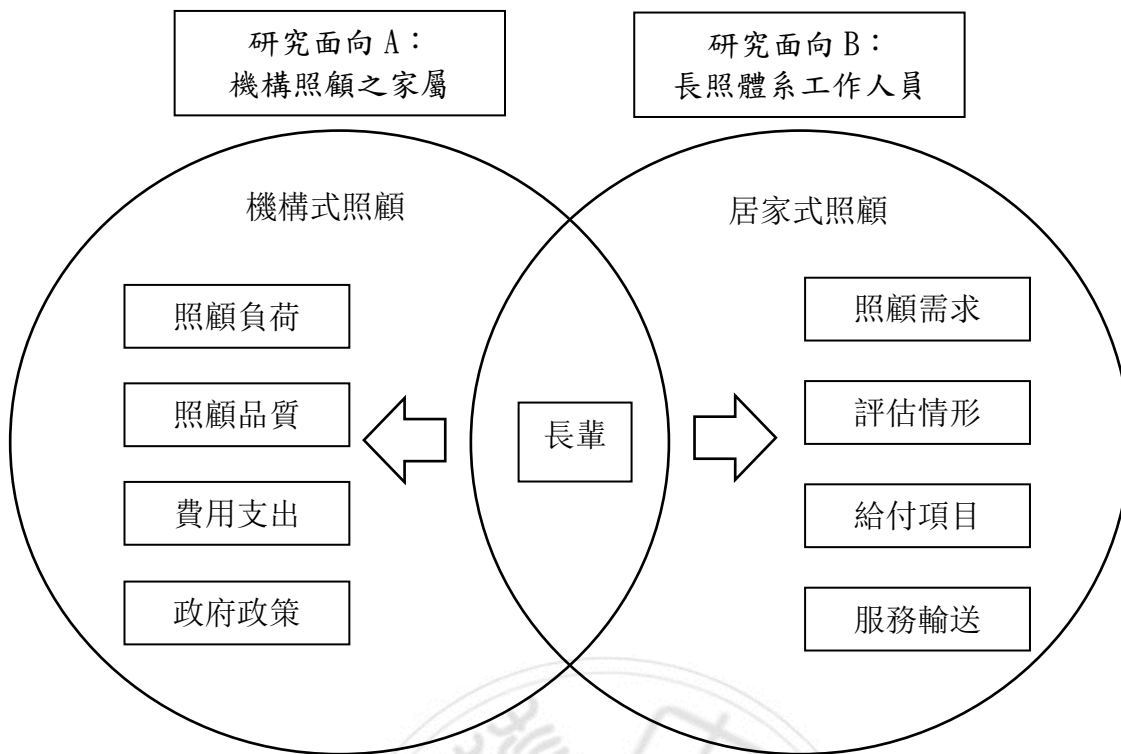 研究面向 A：
機構照顧之家屬
研究面向 B：
長照體系工作人員
機構式照顧
照顧負荷
照顧品質
費用支出
政府政策
長輩
居家式照顧
照顧需求
評估情形
給付項目
服務輸送